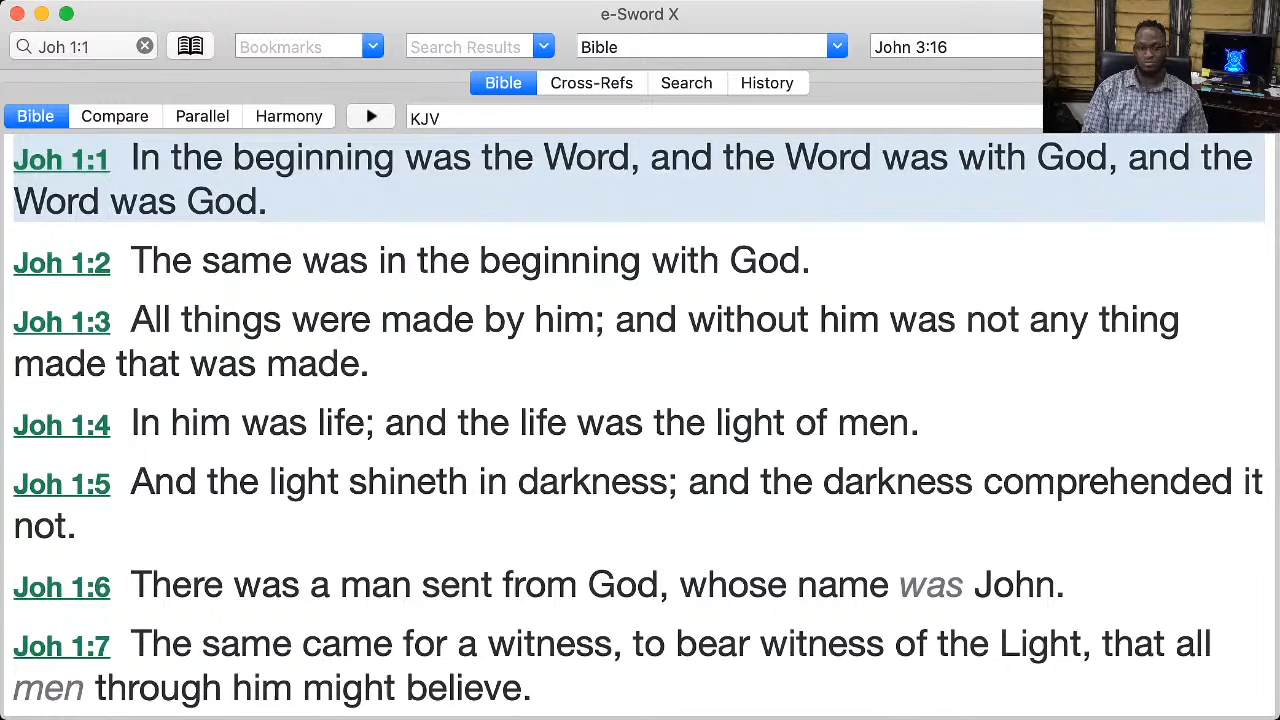 e-Sword X
Joh 1:1 Bookmarks Search Results Bible John 3:16
Bible Cross-Refs Search History
Bible Compare Parallel Harmony KJV
Joh 1:1 In the beginning was the Word, and the Word was with God, and the
Word was God.
Joh 1:2 The same was in the beginning with God.
Joh 1:3 All things were made by him; and without him was not any thing
made that was made.
Joh 1:4 In him was life; and the life was the light of men.
Joh 1:5 And the light shineth in darkness; and the darkness comprehended it
not.
Joh 1:6 There was a man sent from God, whose name was John.
Joh 1:7 The same came for a witness, to bear witness of the Light, that all
men through him might believe.